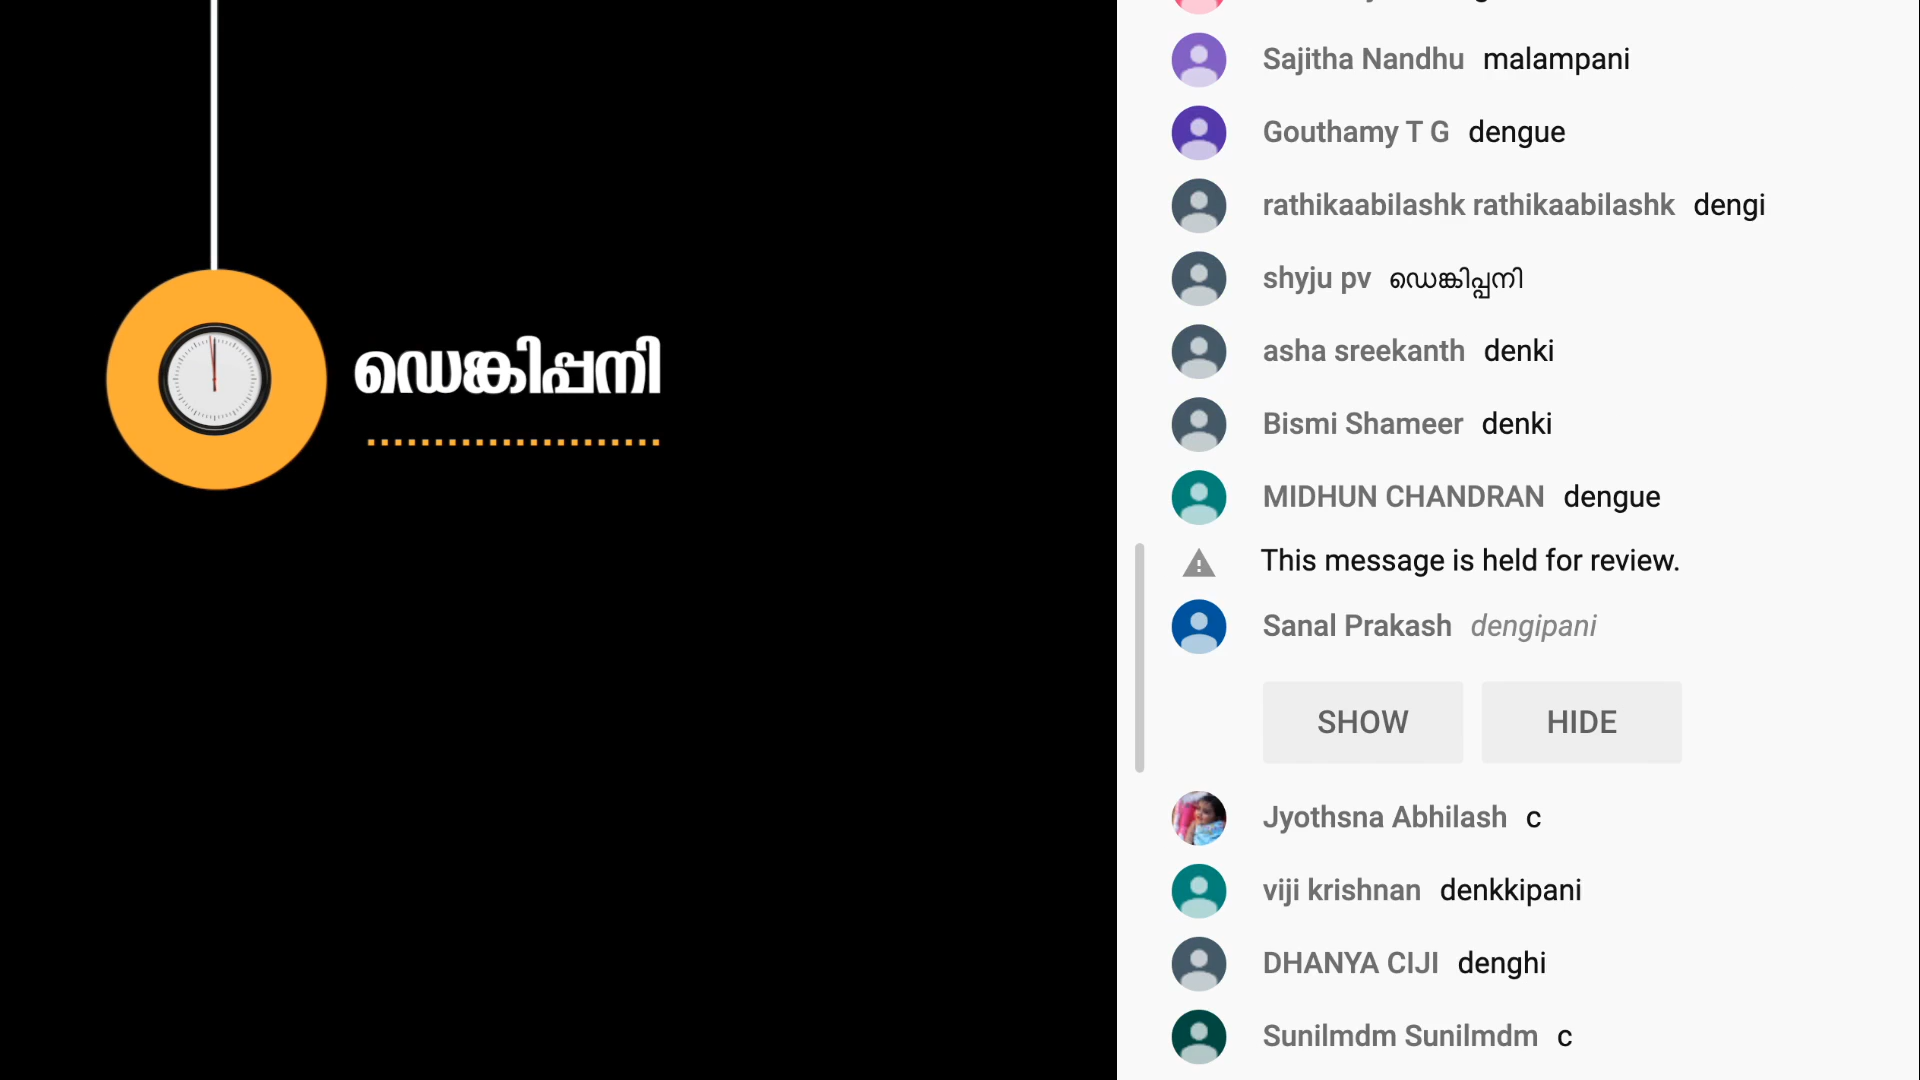 ഡെങ്കിപ്പനി
Sajitha Nandhu malampani
Gouthamy T G dengue
rathikaabilashk rathikaabilashk dengi
shyju pv ഡെങ്കിപ്പനി
asha sreekanth denki
Bismi Shameer denki
MIDHUN CHANDRAN dengue
This message is held for review.
Sanal Prakash dengipani
SHOW HIDE
Jyothsna Abhilash c
viji krishnan denkkipani
DHANYA CIJI denghi
Sunilmdm Sunilmdm c